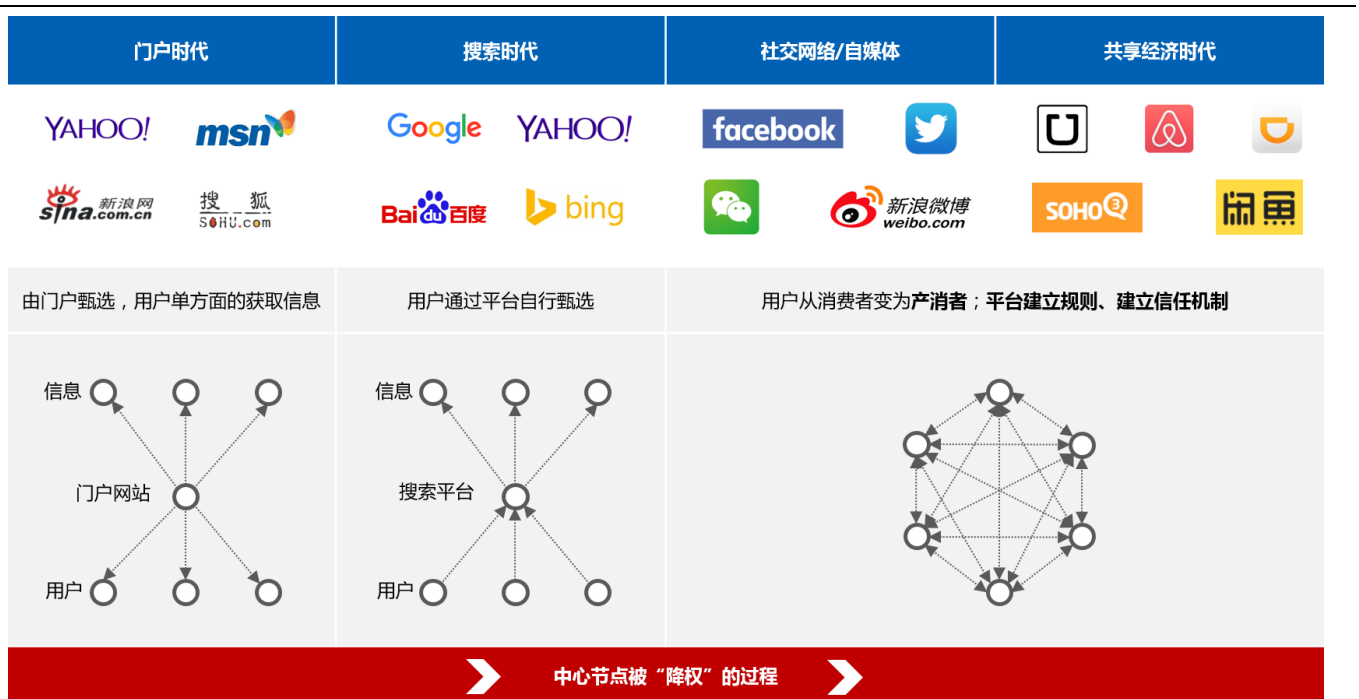 门户时代
搜索时代
社交网络/自媒体
共享经济时代
YAHOO!
msn
Google
YAHOO!
facebook
sina新浪网
.com.cn
搜 狐
SOHU.com
Bai du 百度
bing
新浪微博
weibo.com
SOHO3Q
闲鱼
由门户甄选，用户单方面的获取信息
用户通过平台自行甄选
用户从消费者变为产消者；平台建立规则、建立信任机制
信息
门户网站
用户
信息
搜索平台
用户
中心节点被“降权”的过程